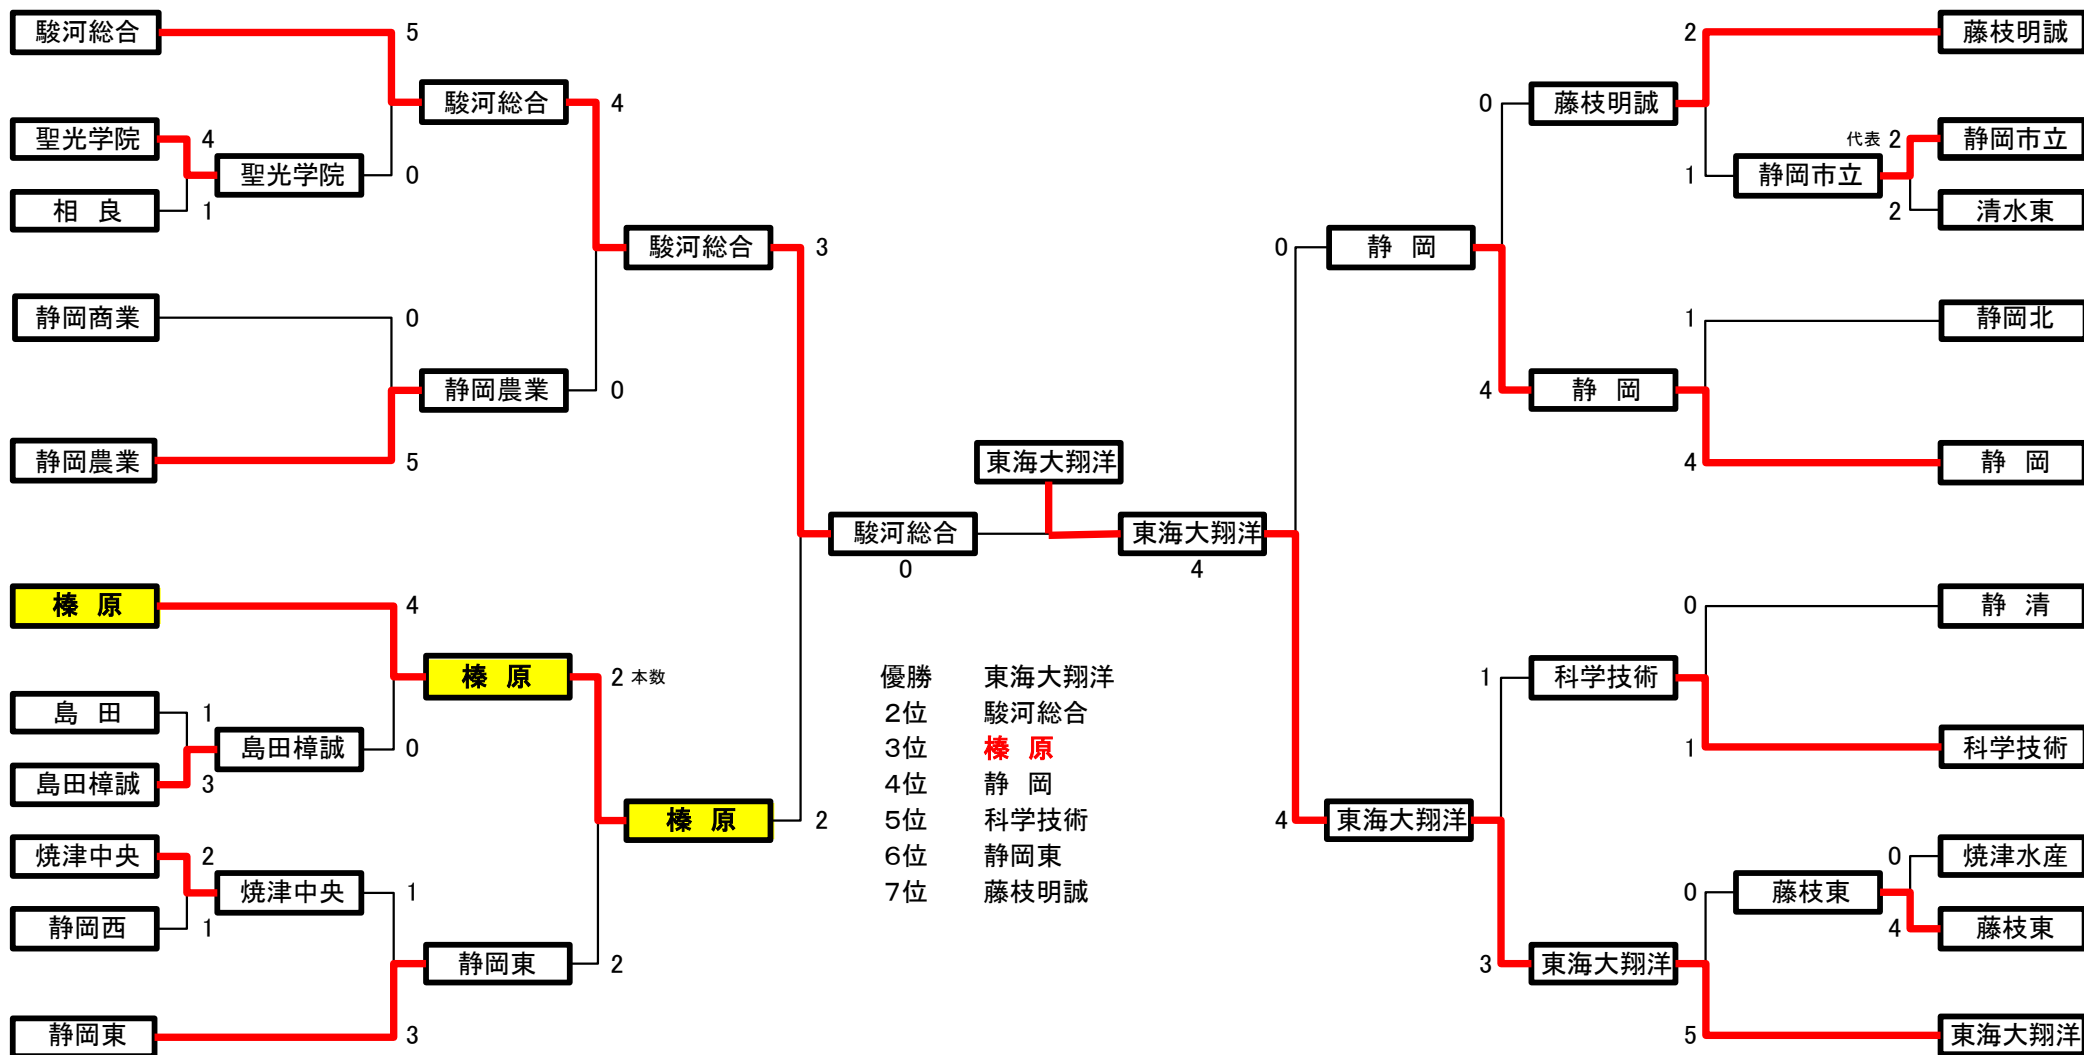 駿河総合
5
2
藤枝明誠
駿河総合
4
0
藤枝明誠
聖光学院
4
代表 2
静岡市立
聖光学院
0
1
静岡市立
相 良
1
2
清水東
駿河総合
3
0
静 岡
静岡商業
0
1
静岡北
静岡農業
0
4
静 岡
静岡農業
5
4
静 岡
東海大翔洋
駿河総合
0
東海大翔洋
4
榛 原
4
0
静 清
榛 原
2 本数
1
科学技術
島 田
1
島田樟誠
0
島田樟誠
3
1
科学技術
優勝 東海大翔洋
2位 駿河総合
3位 榛 原
4位 静 岡
5位 科学技術
6位 静岡東
7位 藤枝明誠
榛 原
2
4
東海大翔洋
焼津中央
2
0
焼津水産
焼津中央
1
0
藤枝東
静岡西
1
4
藤枝東
静岡東
2
3
東海大翔洋
静岡東
3
5
東海大翔洋